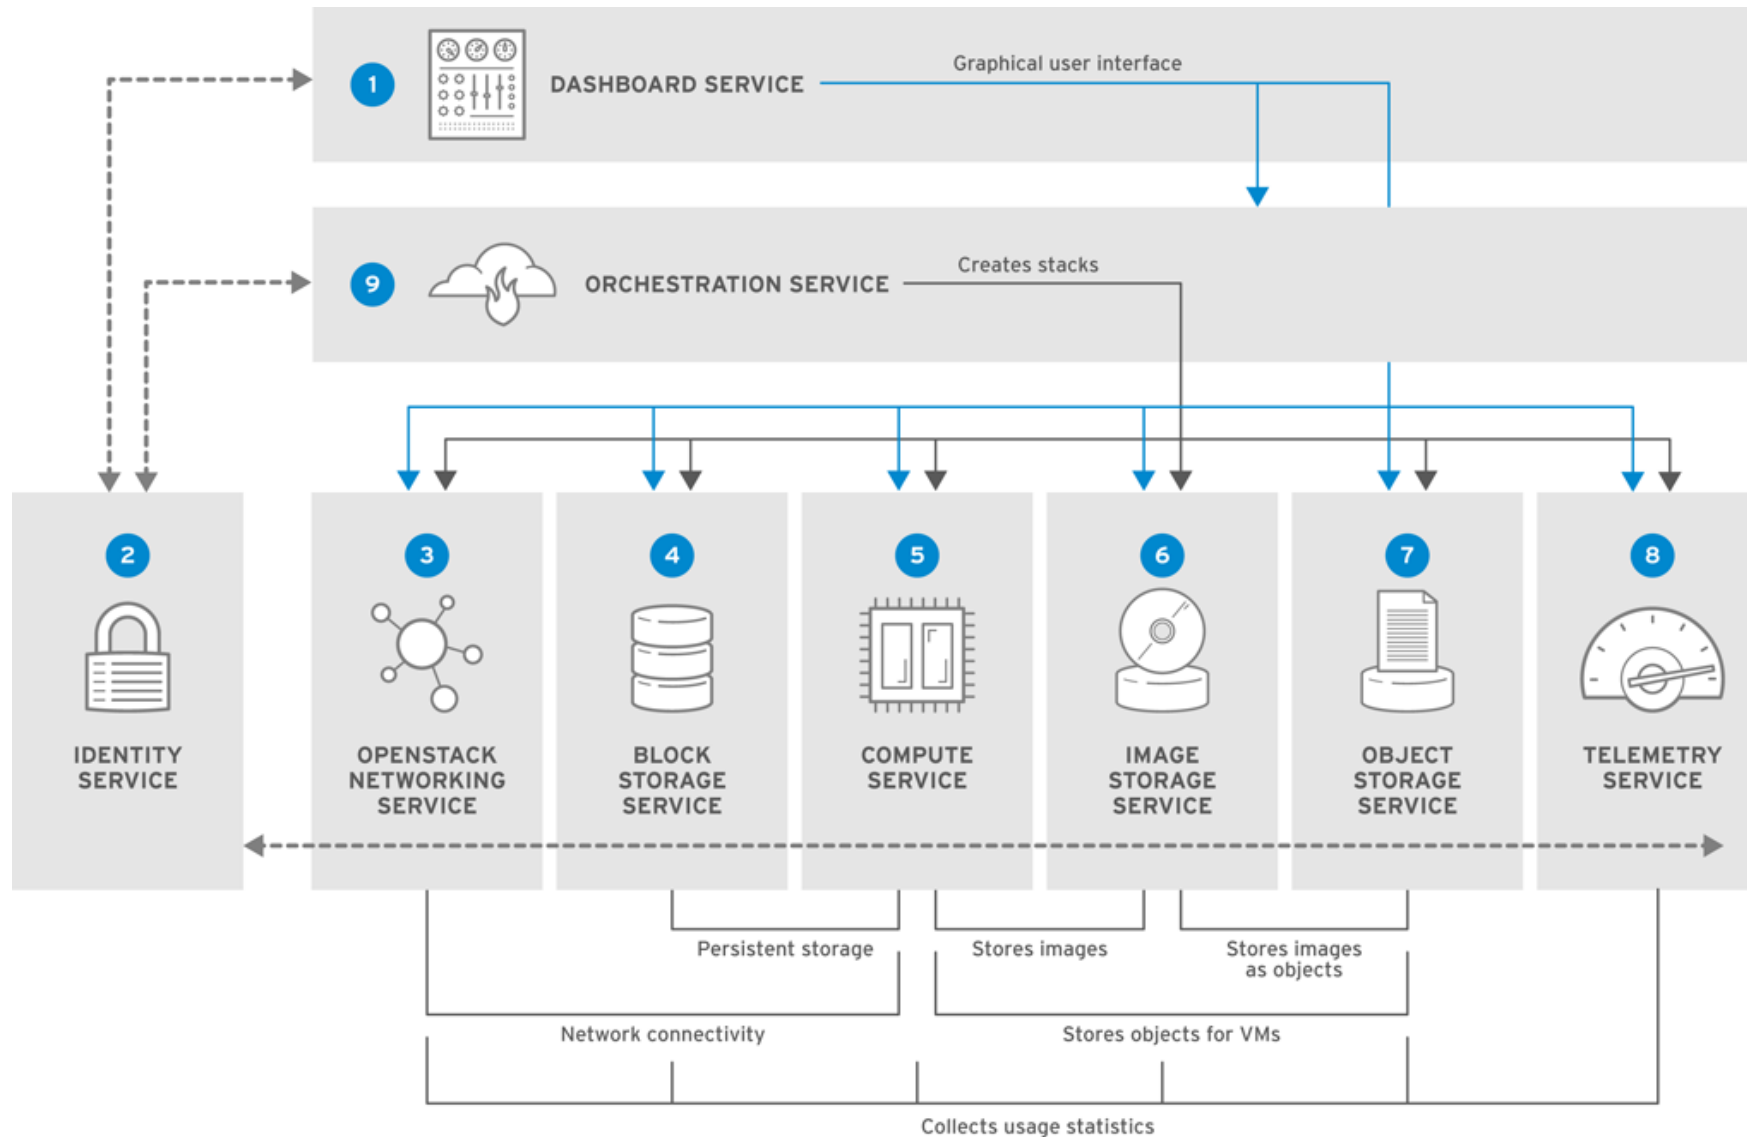 1
DASHBOARD SERVICE
Graphical user interface
9
ORCHESTRATION SERVICE
Creates stacks
2
IDENTITY
SERVICE
3
OPENSTACK
NETWORKING
SERVICE
4
BLOCK
STORAGE
SERVICE
5
COMPUTE
SERVICE
6
IMAGE
STORAGE
SERVICE
7
OBJECT
STORAGE
SERVICE
8
TELEMETRY
SERVICE
Persistent storage
Stores images
Stores images
as objects
Network connectivity
Stores objects for VMs
Collects usage statistics